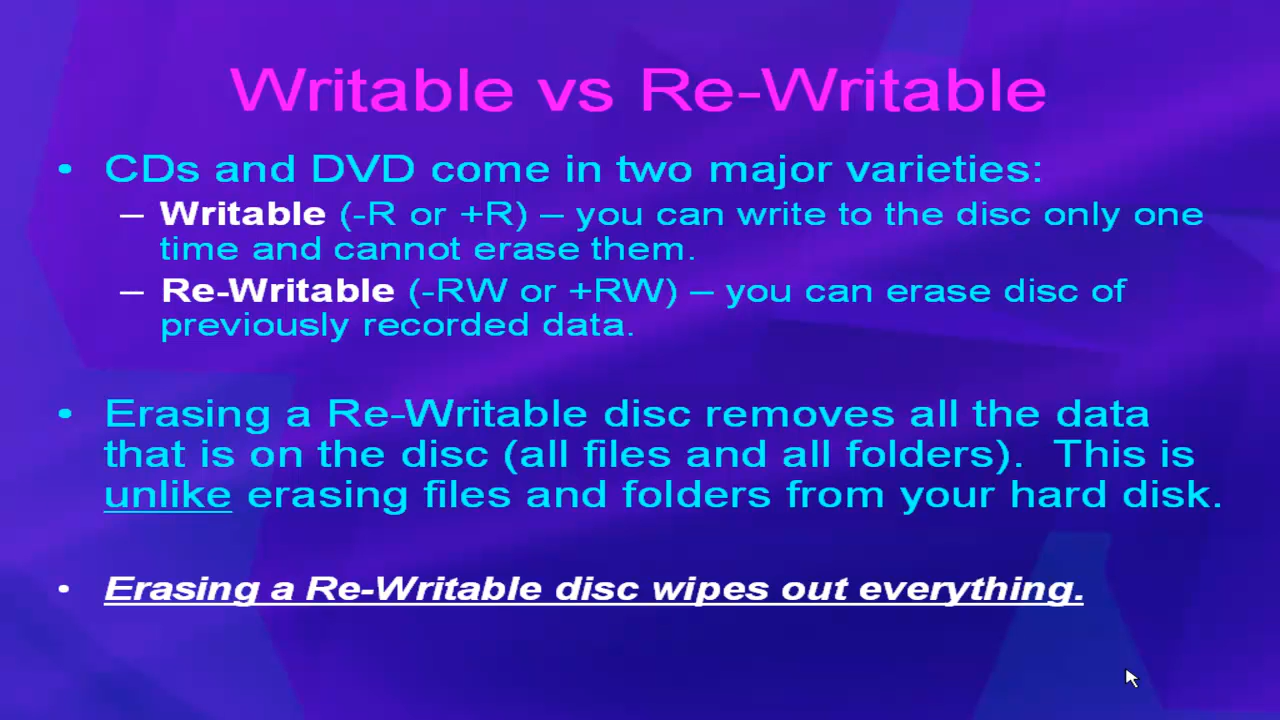 Writable vs Re-Writable
• CDs and DVD come in two major varieties:
– Writable (-R or +R) – you can write to the disc only one
time and cannot erase them.
– Re-Writable (-RW or +RW) – you can erase disc of
previously recorded data.
• Erasing a Re-Writable disc removes all the data
that is on the disc (all files and all folders).  This is
unlike erasing files and folders from your hard disk.
• Erasing a Re-Writable disc wipes out everything.